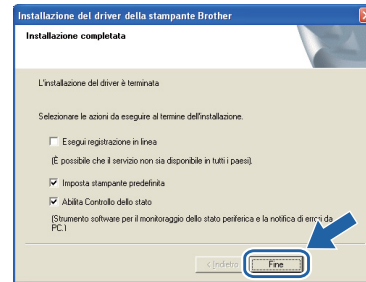 Installazione del driver della stampante Brother
Installazione completata
L'installazione del driver è terminata
Selezionare le azioni da eseguire al termine dell'installazione.
Esegui registrazione in linea
(È possibile che il servizio non sia disponibile in tutti i paesi).
Imposta stampante predefinita
Abilita Controllo dello stato
(Strumento software per il monitoraggio dello stato periferica e la notifica di errori da
PC.)
< Indietro
Fine